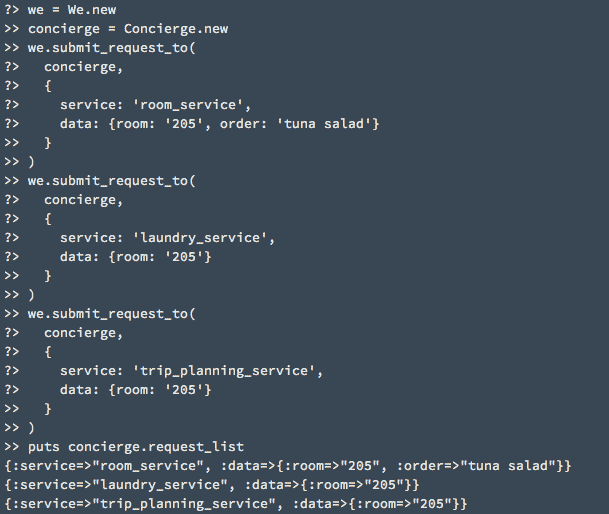 ?> we = We.new
>> concierge = Concierge.new
>> we.submit_request_to(
?>   concierge,
?>   {
?>     service: 'room_service',
?>     data: {room: '205', order: 'tuna salad'}
>>   }
>> )
>> we.submit_request_to(
?>   concierge,
?>   {
?>     service: 'laundry_service',
?>     data: {room: '205'}
>>   }
>> )
>> we.submit_request_to(
?>   concierge,
?>   {
?>     service: 'trip_planning_service',
?>     data: {room: '205'}
>>   }
>> )
>> puts concierge.request_list
{:service=>"room_service", :data=>{:room=>"205", :order=>"tuna salad"}}
{:service=>"laundry_service", :data=>{:room=>"205"}}
{:service=>"trip_planning_service", :data=>{:room=>"205"}}